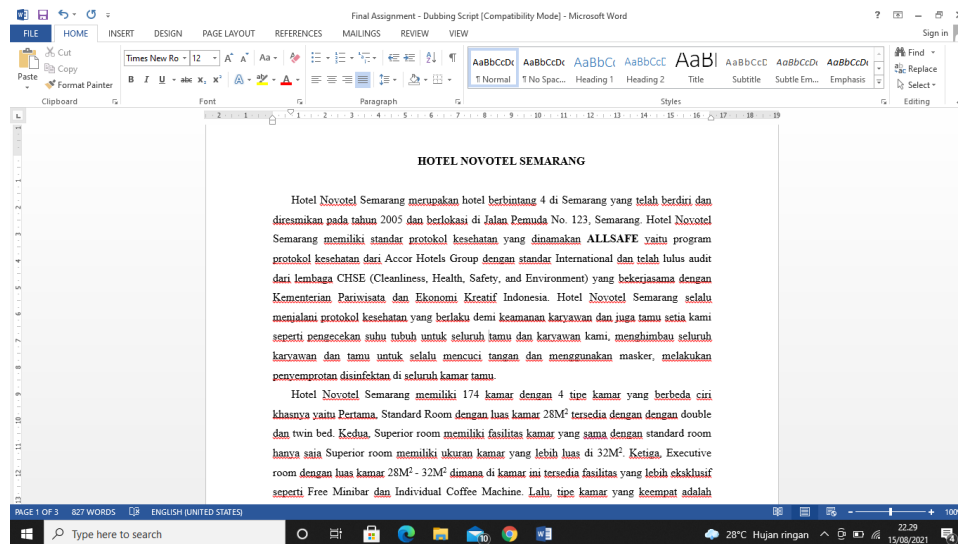 Final Assignment - Dubbing Script [Compatibility Mode] - Microsoft Word
Sign in
FILE HOME INSERT DESIGN PAGE LAYOUT REFERENCES MAILINGS REVIEW VIEW
Paste
Cut
Copy
Format Painter
Clipboard
Times New Ro 12
Font
Paragraph
AaBbCcDc AaBbCcDc AaBbCc AaBbCcC AaBl AaBbCcD AaBbCcDc AaBbCcDc
¶ Normal ¶ No Spac... Heading 1 Heading 2 Title Subtitle Subtle Em... Emphasis
Styles
Find
Replace
Select
Editing
HOTEL NOVOTEL SEMARANG
Hotel Novotel Semarang merupakan hotel berbintang 4 di Semarang yang telah berdiri dan
diresmikan pada tahun 2005 dan berlokasi di Jalan Pemuda No. 123, Semarang. Hotel Novotel
Semarang memiliki standar protokol kesehatan yang dinamakan ALLSAFE yaitu program
protokol kesehatan dari Accor Hotels Group dengan standar International dan telah lulus audit
dari lembaga CHSE (Cleanliness, Health, Safety, and Environment) yang bekerjasama dengan
Kementerian Pariwisata dan Ekonomi Kreatif Indonesia. Hotel Novotel Semarang selalu
menjalani protokol kesehatan yang berlaku demi keamanan karyawan dan juga tamu setia kami
seperti pengecekan suhu tubuh untuk seluruh tamu dan karyawan kami, menghimbau seluruh
karyawan dan tamu untuk selalu mencuci tangan dan menggunakan masker, melakukan
penyemprotan disinfektan di seluruh kamar tamu.
Hotel Novotel Semarang memiliki 174 kamar dengan 4 tipe kamar yang berbeda ciri
khasnya yaitu Pertama, Standard Room dengan luas kamar 28M² tersedia dengan dengan double
dan twin bed. Kedua, Superior room memiliki fasilitas kamar yang sama dengan standard room
hanya saja Superior room memiliki ukuran kamar yang lebih luas di 32M². Ketiga, Executive
room dengan luas kamar 28M² - 32M² dimana di kamar ini tersedia fasilitas yang lebih eksklusif
seperti Free Minibar dan Individual Coffee Machine. Lalu, tipe kamar yang keempat adalah
PAGE 1 OF 3 827 WORDS ENGLISH (UNITED STATES)
100%
Type here to search
28°C Hujan ringan
22.29
15/08/2021